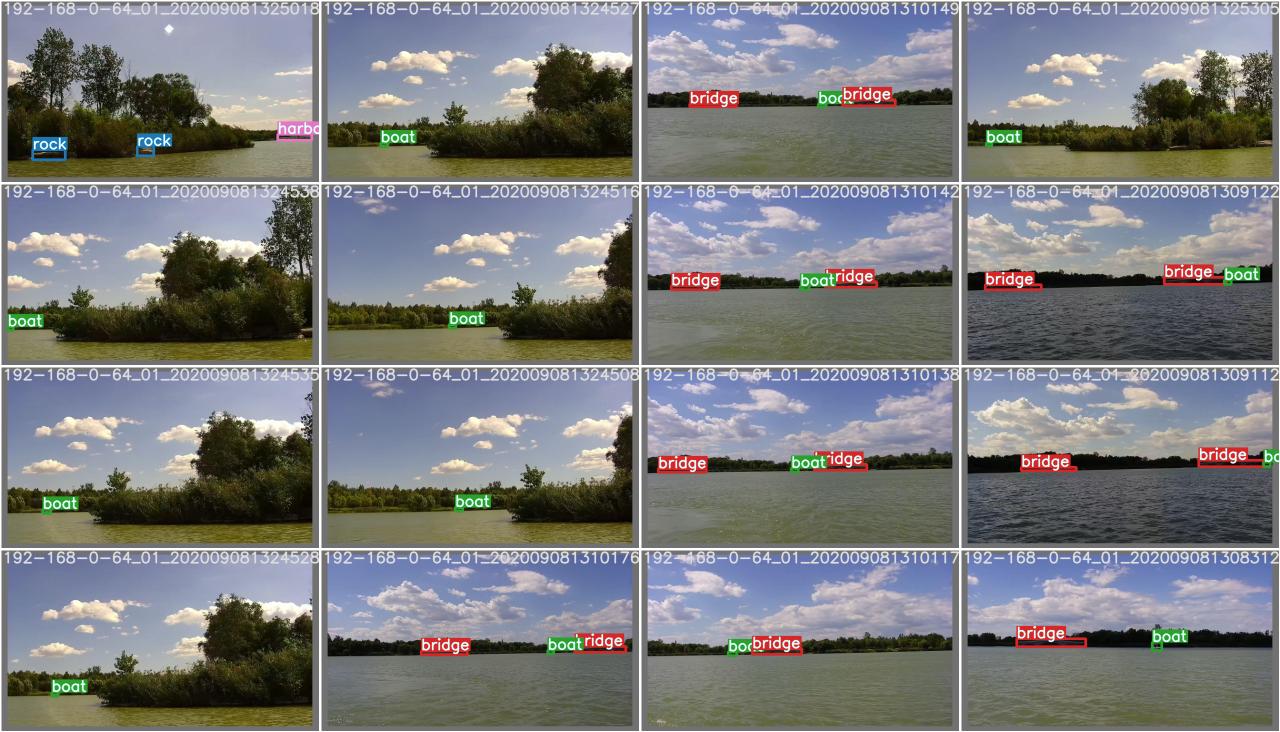 192-168-0-64_01_202009081325018
rock
rock
harbo
192-168-0-64_01_202009081324527
boat
192-168-0-64_01_202009081310149
bridge
boa
bridge
192-168-0-64_01_202009081325305
boat
192-168-0-64_01_202009081324538
boat
192-168-0-64_01_202009081324516
boat
192-168-0-64_01_202009081310142
bridge
boat
bridge
192-168-0-64_01_202009081309122
bridge
bridge
boat
192-168-0-64_01_202009081324535
boat
192-168-0-64_01_202009081324508
boat
192-168-0-64_01_202009081310138
bridge
boat
bridge
192-168-0-64_01_202009081309112
bridge
bridge
bo
192-168-0-64_01_202009081324528
boat
192-168-0-64_01_202009081310176
bridge
boat
bridge
192-168-0-64_01_202009081310117
boa
bridge
192-168-0-64_01_202009081308312
bridge
boat